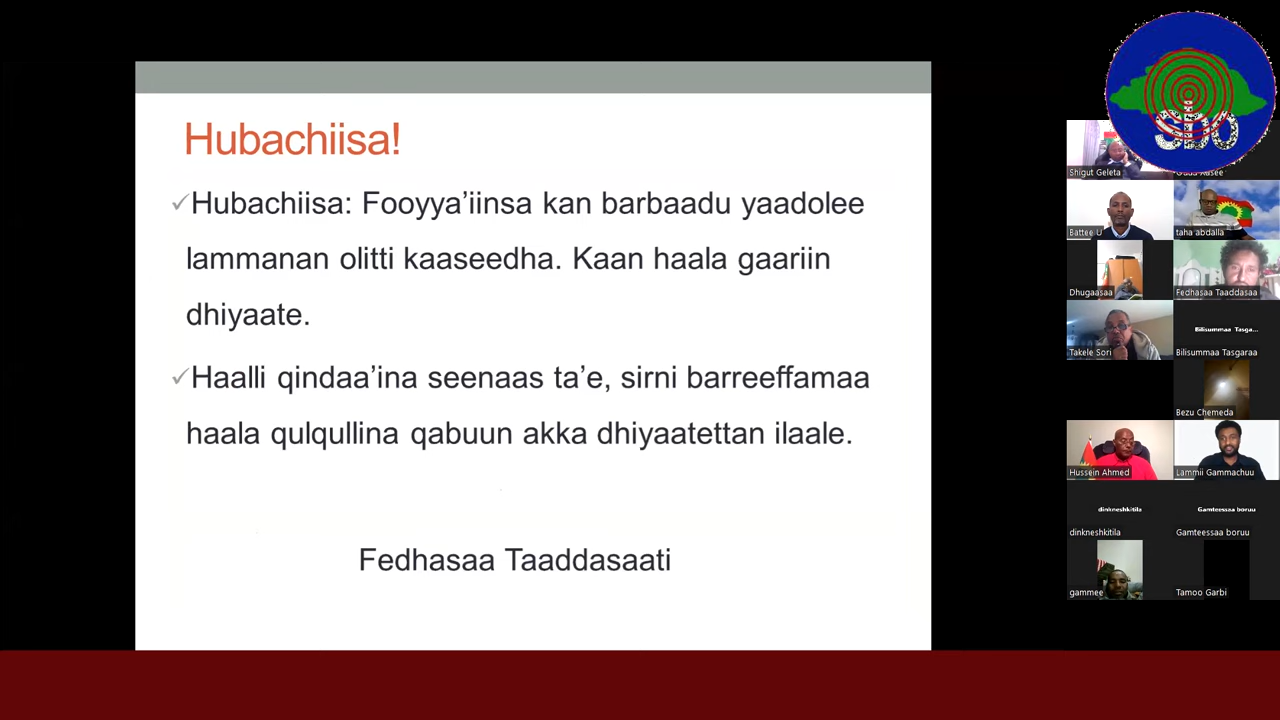 Hubachiisa!
✓Hubachiisa: Fooyya’iinsa kan barbaadu yaadolee
lammanan olitti kaaseedha. Kaan haala gaariin
dhiyaate.
✓Haalli qindaa’ina seenaas ta’e, sirni barreeffamaa
haala qulqullina qabuun akka dhiyaatettan ilaale.
Fedhasaa Taaddasaati
SBO
Shigut Geleta
Battee U
taha abdalla
Dhugaasaa
Fedhasaa Taaddasaa
Takele Sori
Bilisummaa Tasga...
Bilisummaa Tasgaraa
Bezu Chemeda
Hussein Ahmed
Lammii Gammachuu
dinkneshkitila
dinkneshkitila
Gamteessaa boruu
Gamteessaa boruu
gammee
Tamoo Garbi